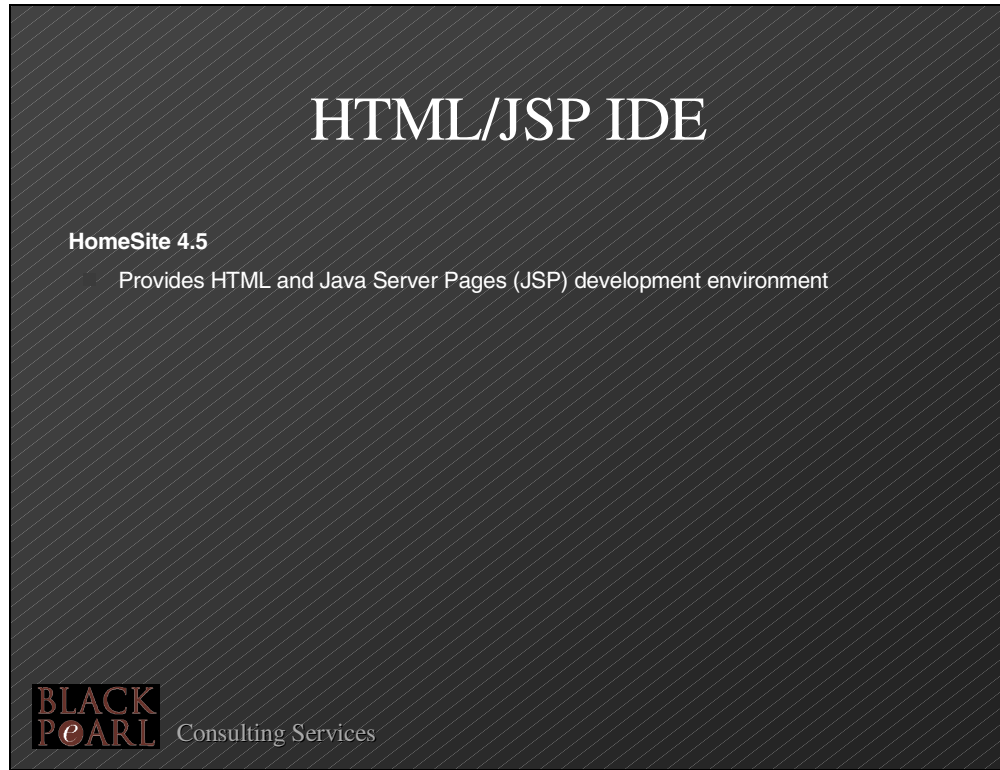 HTML/JSP IDE
HomeSite 4.5
Provides HTML and Java Server Pages (JSP) development environment
BLACK
PeARL
Consulting Services